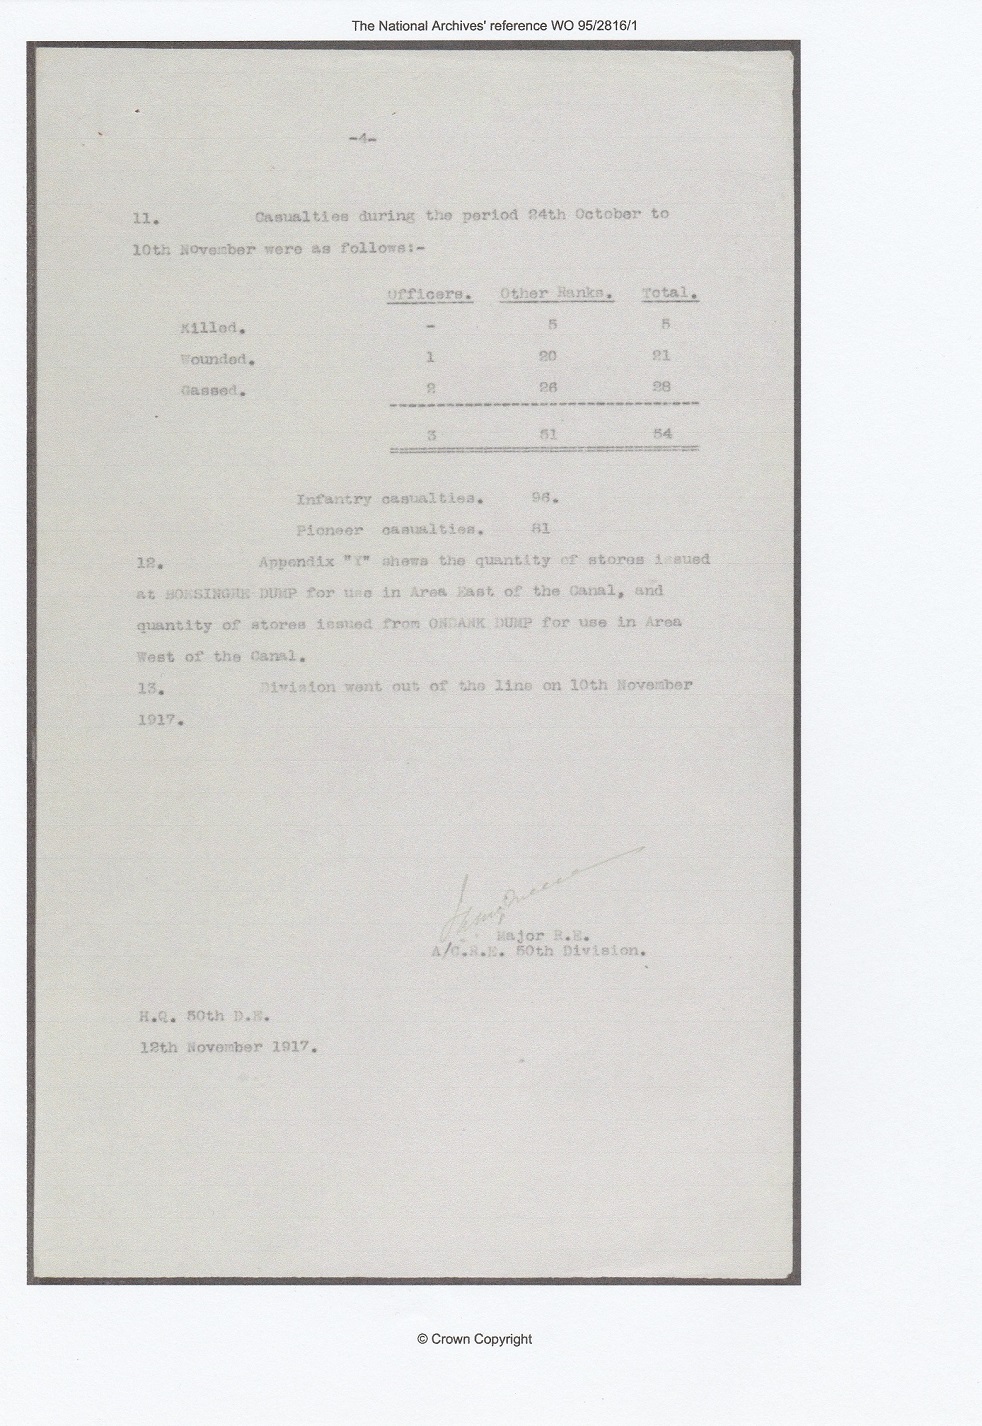 The National Archives' reference WO 95/2816/1
-4-
11. Casualties during the period 24th October to
10th November were as follows:-
Officers. Other Ranks. Total.
Killed. - 5 5
Wounded. 1 20 21
Gassed. 2 26 28
3 51 54
Infantry casualties. 96.
Pioneer casualties. 81
12. Appendix "Y" shews the quantity of stores issued
at BOESINGHE DUMP for use in Area East of the Canal, and
quantity of stores issued from ONDANK DUMP for use in Area
West of the Canal.
13. Division went out of the line on 10th November
1917.
Major R.E.
A/C.R.E. 50th Division.
H.Q. 50th D.E.
12th November 1917.
© Crown Copyright